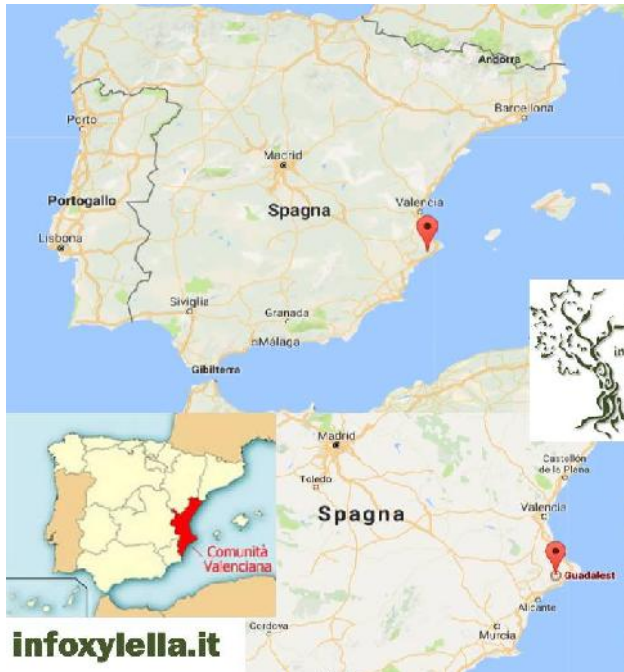 Andorra
Barcellona
Porto
Madrid
Portogallo
Spagna
Valencia
Lisbona
Siviglia
Granada
Málaga
Gibilterra
in
Madrid
Toledo
Castellón
de la Plana
Spagna
Valencia
Guadalest
Comunità
Valenciana
Alicante
Murcia
Cordova
infoxylella.it